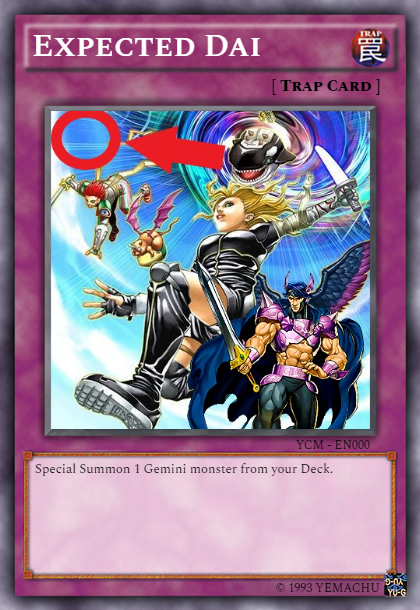 EXPECTED DAI
TRAP
罠
[ TRAP CARD ]
YCM - EN000
Special Summon 1 Gemini monster from your Deck.
© 1993 YEMACHU